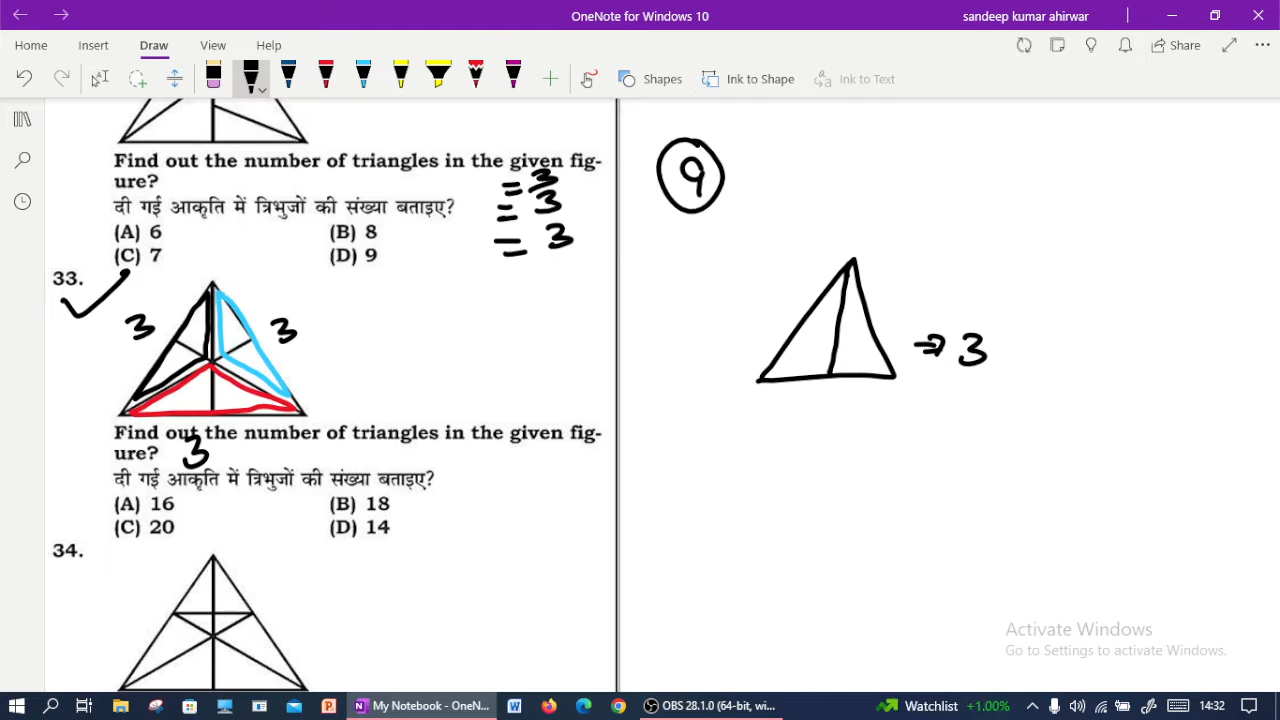 OneNote for Windows 10
sandeep kumar ahirwar
Home Insert Draw View Help
Share
Shapes
Ink to Shape
Ink to Text
Find out the number of triangles in the given fig-
ure?
दी गई आकृति में त्रिभुजों की संख्या बताइए?
(A) 6 (B) 8
(C) 7 (D) 9
= 3
= 3
= 3
33.
3 3
Find out the number of triangles in the given fig-
ure?
3
दी गई आकृति में त्रिभुजों की संख्या बताइए?
(A) 16 (B) 18
(C) 20 (D) 14
34.
9
⇒ 3
Activate Windows
Go to Settings to activate Windows.
My Notebook - OneN...
OBS 28.1.0 (64-bit, wi...
Watchlist +1.00%
14:32